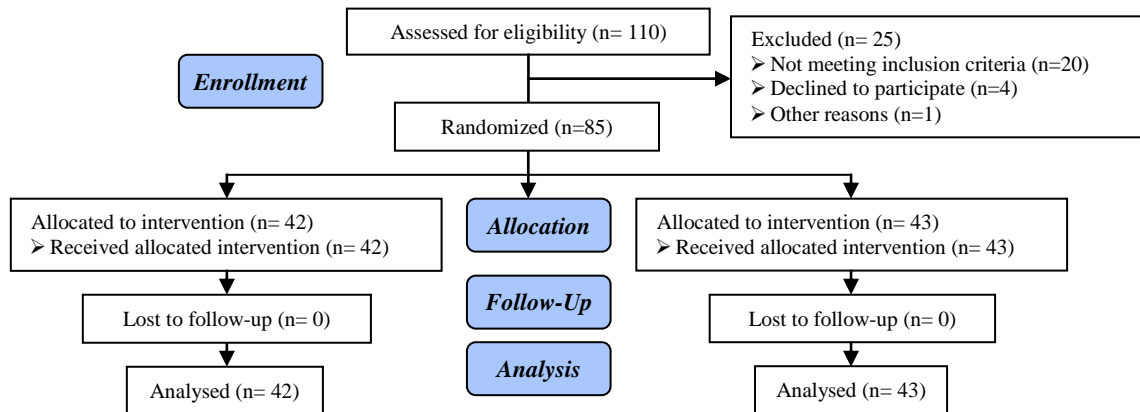 Assessed for eligibility (n= 110)
Excluded (n= 25)
➢ Not meeting inclusion criteria (n=20)
➢ Declined to participate (n=4)
➢ Other reasons (n=1)
Enrollment
Randomized (n=85)
Allocated to intervention (n= 42)
➢ Received allocated intervention (n= 42)
Allocation
Allocated to intervention (n= 43)
➢ Received allocated intervention (n= 43)
Follow-Up
Lost to follow-up (n= 0)
Lost to follow-up (n= 0)
Analysis
Analysed (n= 42)
Analysed (n= 43)